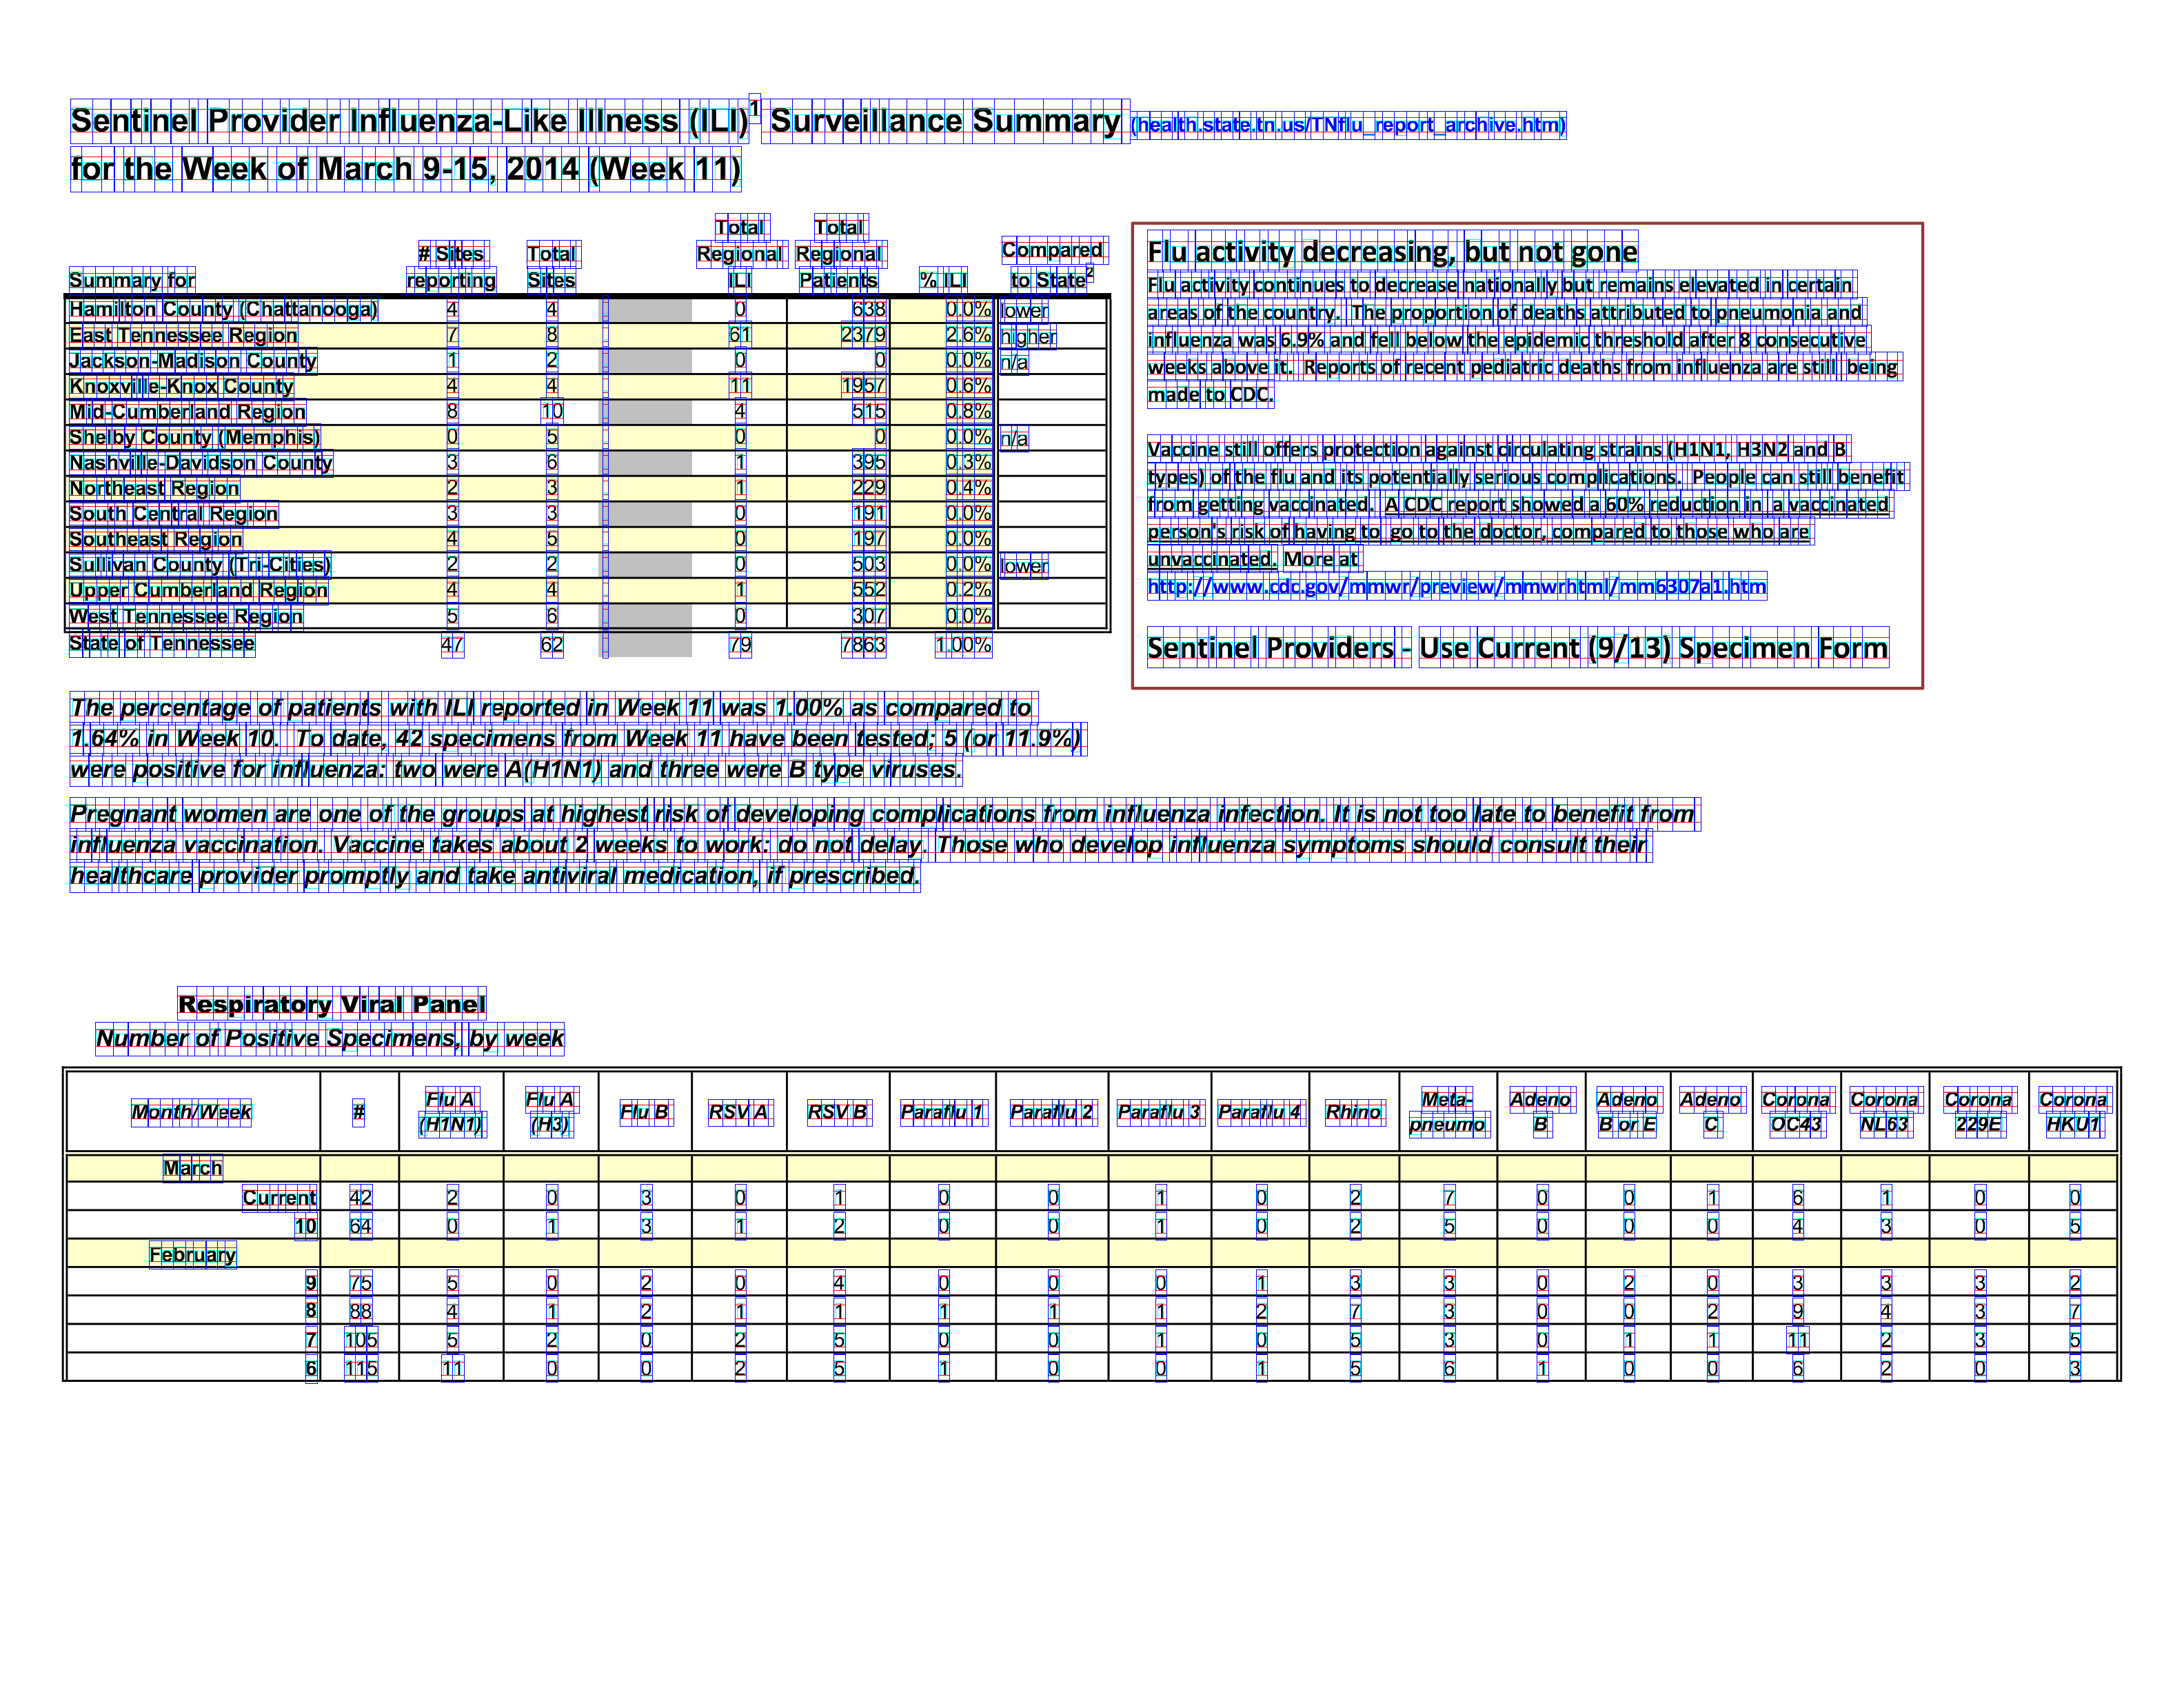 Sentinel Provider Influenza-Like Illness (ILI)1 Surveillance Summary (health.state.tn.us/TNflu_report_archive.htm)
for the Week of March 9-15, 2014 (Week 11)
Summary for # Sites reporting Total Sites Total Regional ILI Total Regional Patients % ILI Compared to State2
Hamilton County (Chattanooga) 4 4 0 638 0.0% lower
East Tennessee Region 7 8 61 2379 2.6% higher
Jackson-Madison County 1 2 0 0 0.0% n/a
Knoxville-Knox County 4 4 11 1957 0.6%
Mid-Cumberland Region 8 10 4 515 0.8%
Shelby County (Memphis) 0 5 0 0 0.0% n/a
Nashville-Davidson County 3 6 1 395 0.3%
Northeast Region 2 3 1 229 0.4%
South Central Region 3 3 0 191 0.0%
Southeast Region 4 5 0 197 0.0%
Sullivan County (Tri-Cities) 2 2 0 503 0.0% lower
Upper Cumberland Region 4 4 1 552 0.2%
West Tennessee Region 5 6 0 307 0.0%
State of Tennessee 47 62 79 7863 1.00%
Flu activity decreasing, but not gone
Flu activity continues to decrease nationally but remains elevated in certain
areas of the country. The proportion of deaths attributed to pneumonia and
influenza was 6.9% and fell below the epidemic threshold after 8 consecutive
weeks above it. Reports of recent pediatric deaths from influenza are still being
made to CDC.
Vaccine still offers protection against circulating strains (H1N1, H3N2 and B
types) of the flu and its potentially serious complications. People can still benefit
from getting vaccinated. A CDC report showed a 60% reduction in a vaccinated
person's risk of having to go to the doctor, compared to those who are
unvaccinated. More at
http://www.cdc.gov/mmwr/preview/mmwrhtml/mm6307a1.htm
Sentinel Providers - Use Current (9/13) Specimen Form
The percentage of patients with ILI reported in Week 11 was 1.00% as compared to
1.64% in Week 10. To date, 42 specimens from Week 11 have been tested; 5 (or 11.9%)
were positive for influenza: two were A(H1N1) and three were B type viruses.
Pregnant women are one of the groups at highest risk of developing complications from influenza infection. It is not too late to benefit from
influenza vaccination. Vaccine takes about 2 weeks to work: do not delay. Those who develop influenza symptoms should consult their
healthcare provider promptly and take antiviral medication, if prescribed.
Respiratory Viral Panel
Number of Positive Specimens, by week
Month/Week # Flu A (H1N1) Flu A (H3) Flu B RSV A RSV B Paraflu 1 Paraflu 2 Paraflu 3 Paraflu 4 Rhino Meta-pneumo Adeno B Adeno B or E Adeno C Corona OC43 Corona NL63 Corona 229E Corona HKU1
March
Current 42 2 0 3 0 1 0 0 1 0 2 7 0 0 1 6 1 0 0
10 64 0 1 3 1 2 0 0 1 0 2 5 0 0 0 4 3 0 5
February
9 75 5 0 2 0 4 0 0 0 1 3 3 0 2 0 3 3 3 2
8 88 4 1 2 1 1 1 1 1 2 7 3 0 0 2 9 4 3 7
7 105 5 2 0 2 5 0 0 1 0 5 3 0 1 1 11 2 3 5
6 115 11 0 0 2 5 1 0 0 1 5 6 1 0 0 6 2 0 3